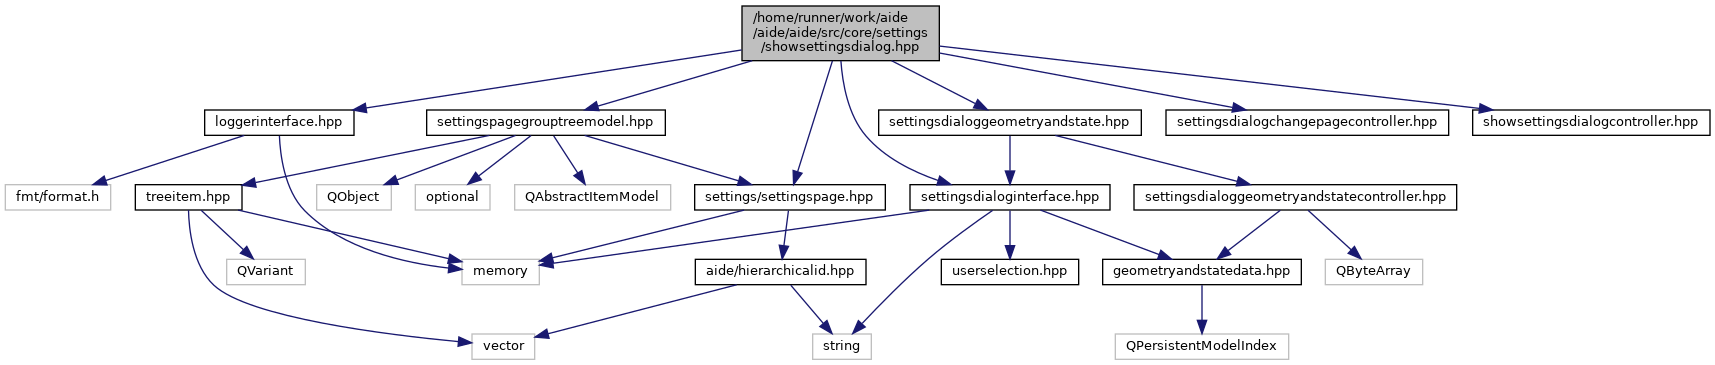 /home/runner/work/aide
/aide/aide/src/core/settings
/showsettingsdialog.hpp
loggerinterface.hpp
settingspagegrouptreemodel.hpp
settingsdialoggeometryandstate.hpp
settingsdialogchangepagecontroller.hpp
showsettingsdialogcontroller.hpp
fmt/format.h
treeitem.hpp
QObject
optional
QAbstractItemModel
settings/settingspage.hpp
settingsdialoginterface.hpp
settingsdialoggeometryandstatecontroller.hpp
QVariant
memory
aide/hierarchicalid.hpp
userselection.hpp
geometryandstatedata.hpp
QByteArray
vector
string
QPersistentModelIndex